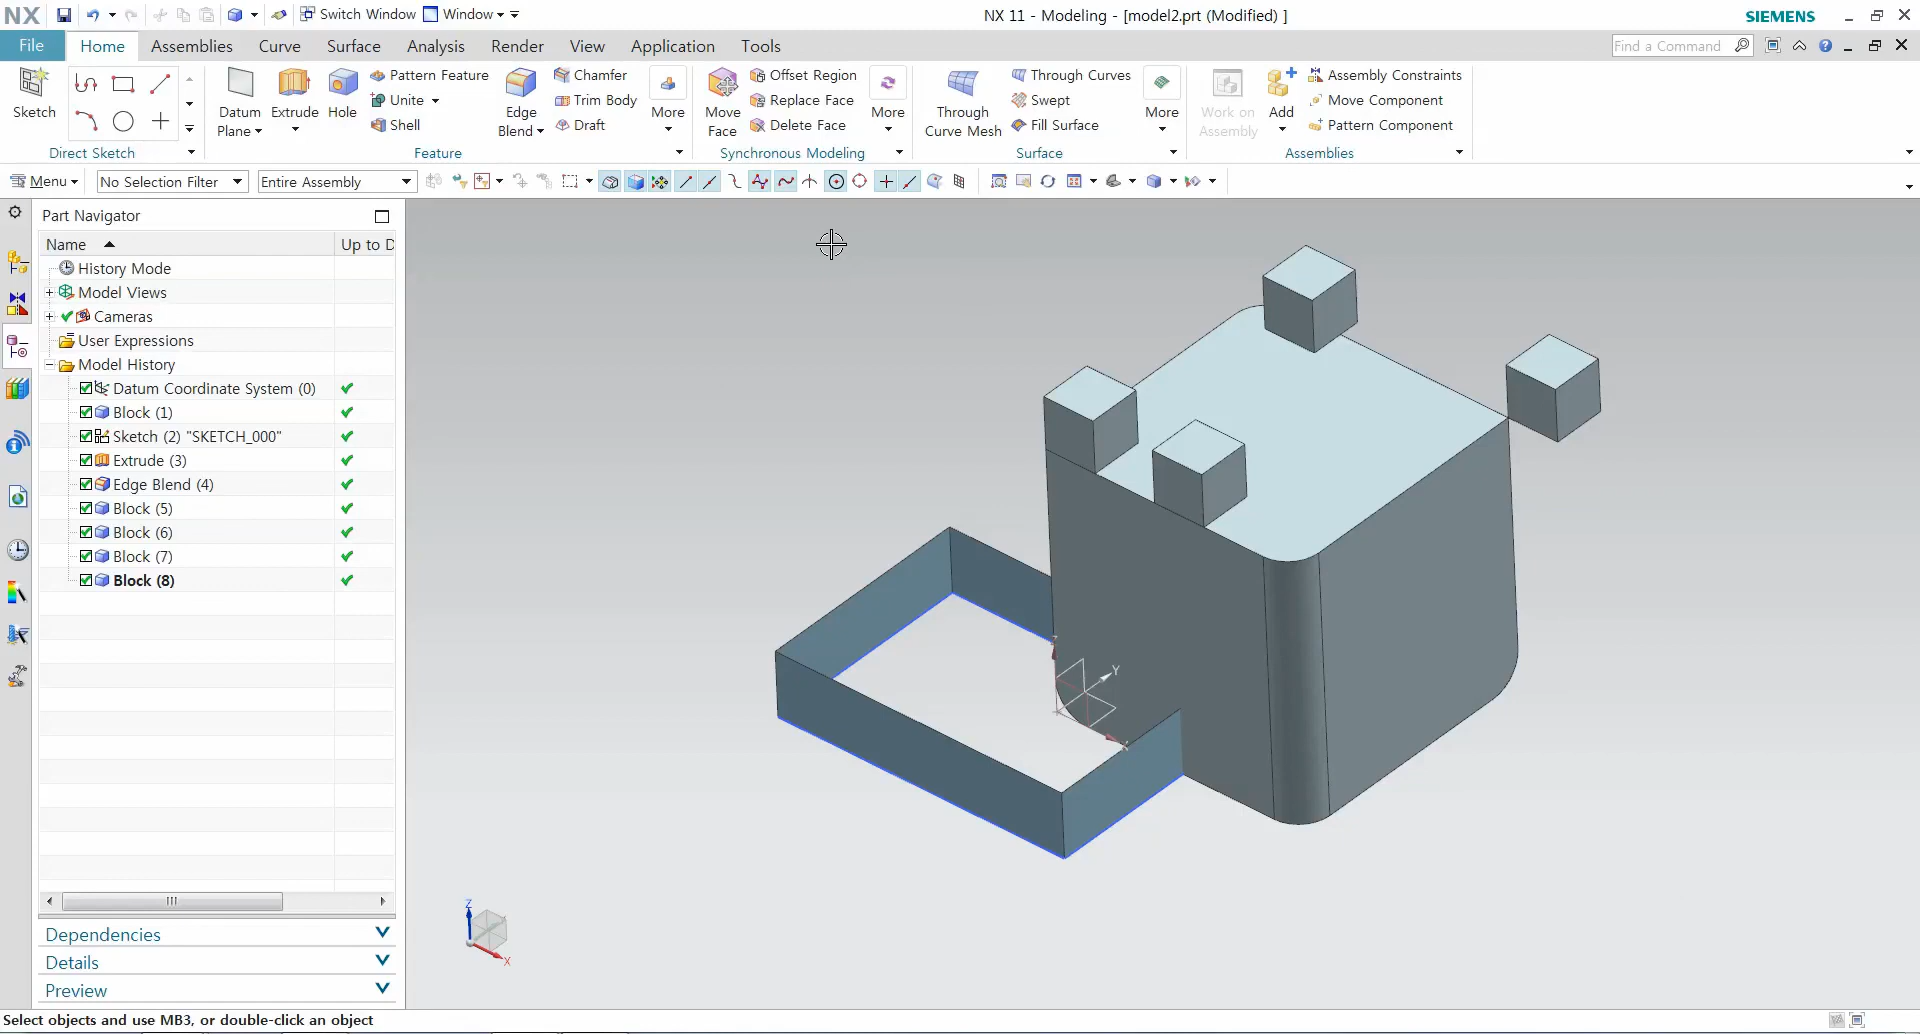 NX Switch Window Window NX 11 - Modeling - [model2.prt (Modified) ] SIEMENS
File Home Assemblies Curve Surface Analysis Render View Application Tools Find a Command
Sketch
Direct Sketch
Datum Plane
Extrude
Hole
Pattern Feature
Unite
Shell
Edge Blend
Chamfer
Trim Body
Draft
More
Feature
Move Face
Offset Region
Replace Face
Delete Face
More
Synchronous Modeling
Through Curve Mesh
Through Curves
Swept
Fill Surface
More
Surface
Work on Assembly
Add
Assembly Constraints
Move Component
Pattern Component
Assemblies
Menu No Selection Filter Entire Assembly
Part Navigator
Name Up to D
History Mode
Model Views
Cameras
User Expressions
Model History
Datum Coordinate System (0)
Block (1)
Sketch (2) "SKETCH_000"
Extrude (3)
Edge Blend (4)
Block (5)
Block (6)
Block (7)
Block (8)
Y
Z
X
Dependencies
Details
Preview
Select objects and use MB3, or double-click an object